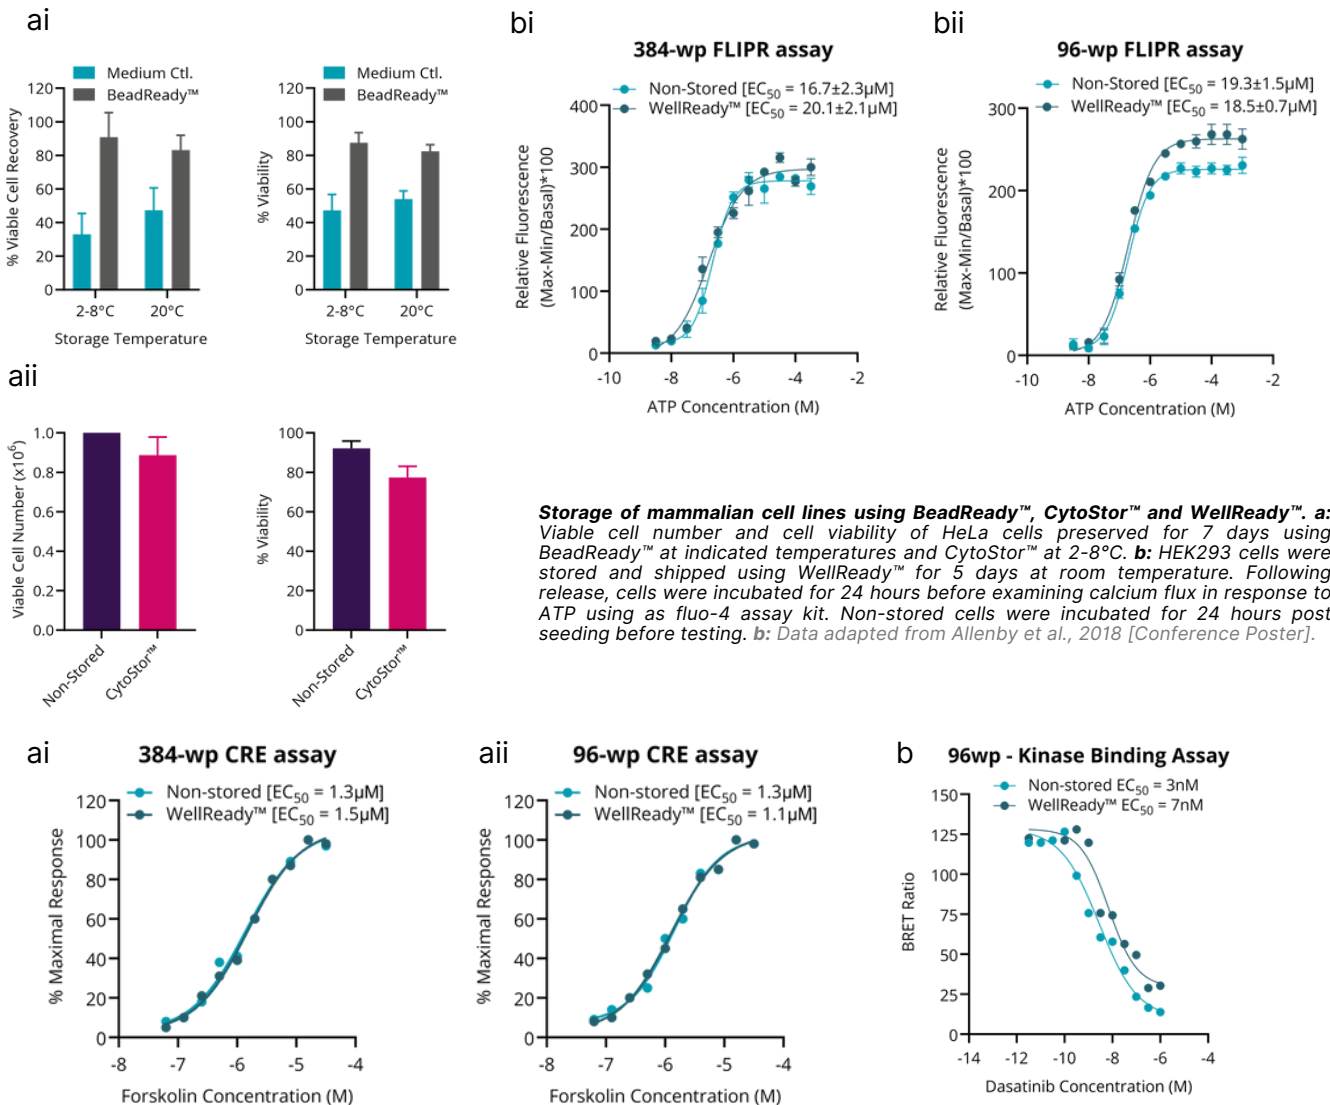 ai
Medium Ctl.
BeadReady™
% Viable Cell Recovery
120
100
80
60
40
20
0
2-8°C
20°C
Storage Temperature
Medium Ctl.
BeadReady™
% Viability
120
100
80
60
40
20
0
2-8°C
20°C
Storage Temperature
bi
384-wp FLIPR assay
Non-Stored [EC50 = 16.7±2.3µM]
WellReady™ [EC50 = 20.1±2.1µM]
Relative Fluorescence
(Max-Min/Basal)*100
400
300
200
100
0
-10
-8
-6
-4
-2
ATP Concentration (M)
bii
96-wp FLIPR assay
Non-Stored [EC50 = 19.3±1.5µM]
WellReady™ [EC50 = 18.5±0.7µM]
Relative Fluorescence
(Max-Min/Basal)*100
300
200
100
0
-10
-8
-6
-4
-2
ATP Concentration (M)
aii
Viable Cell Number (x10⁶)
1.0
0.8
0.6
0.4
0.2
0.0
Non-Stored
CytoStor™
% Viability
100
80
60
40
20
0
Non-Stored
CytoStor™
Storage of mammalian cell lines using BeadReady™, CytoStor™ and WellReady™. a:
Viable cell number and cell viability of HeLa cells preserved for 7 days using
BeadReady™ at indicated temperatures and CytoStor™ at 2-8°C. b: HEK293 cells were
stored and shipped using WellReady™ for 5 days at room temperature. Following
release, cells were incubated for 24 hours before examining calcium flux in response to
ATP using as fluo-4 assay kit. Non-stored cells were incubated for 24 hours post
seeding before testing. b: Data adapted from Allenby et al., 2018 [Conference Poster].
ai
384-wp CRE assay
Non-stored [EC50 = 1.3µM]
WellReady™ [EC50 = 1.5µM]
% Maximal Response
120
100
80
60
40
20
0
-8
-7
-6
-5
-4
Forskolin Concentration (M)
aii
96-wp CRE assay
Non-stored [EC50 = 1.3µM]
WellReady™ [EC50 = 1.1µM]
% Maximal Response
120
100
80
60
40
20
0
-8
-7
-6
-5
-4
Forskolin Concentration (M)
b
96wp - Kinase Binding Assay
Non-stored EC50 = 3nM
WellReady™ EC50 = 7nM
BRET Ratio
150
125
100
75
50
25
0
-14
-12
-10
-8
-6
-4
Dasatinib Concentration (M)